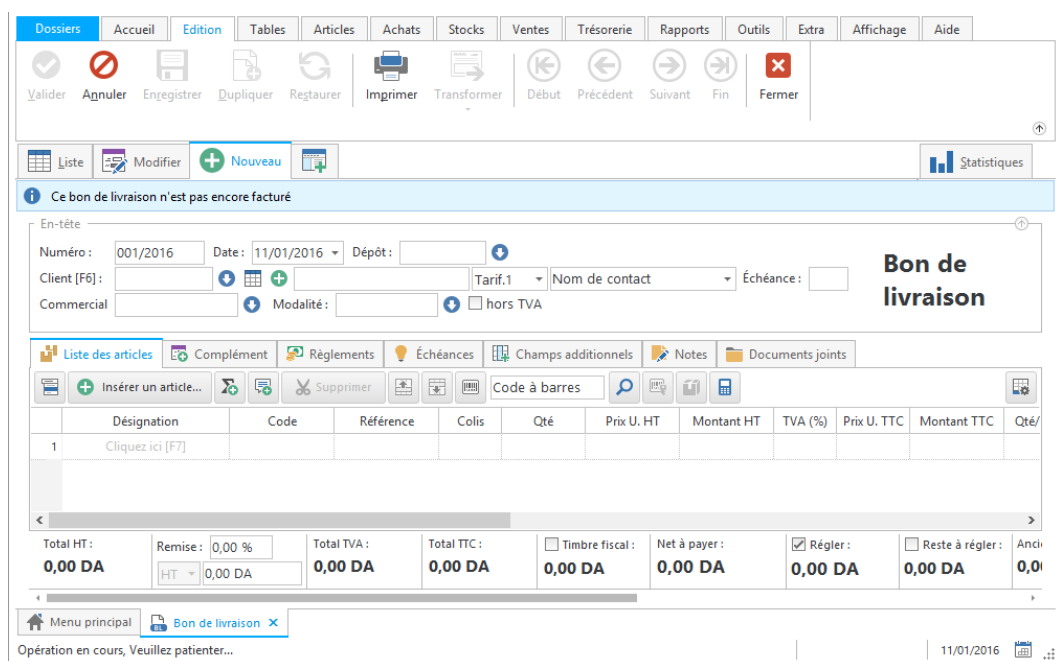 Dossiers Accueil Edition Tables Articles Achats Stocks Ventes Trésorerie Rapports Outils Extra Affichage Aide
Valider Annuler Enregistrer Dupliquer Restaurer Imprimer Transformer Début Précédent Suivant Fin Fermer
Liste Modifier Nouveau Statistiques
Ce bon de livraison n'est pas encore facturé
En-tête
Numéro : 001/2016 Date : 11/01/2016 Dépôt :
Client [F6] : Tarif.1 Nom de contact Échéance :
Commercial Modalité : hors TVA
Bon de
livraison
Liste des articles Complément Règlements Échéances Champs additionnels Notes Documents joints
Insérer un article... Supprimer Code à barres
Désignation Code Référence Colis Qté Prix U. HT Montant HT TVA (%) Prix U. TTC Montant TTC Qté/
1 Cliquez ici [F7]
Total HT : Remise : 0,00 % Total TVA : Total TTC : Timbre fiscal : Net à payer : Régler : Reste à régler : Anci
0,00 DA HT 0,00 DA 0,00 DA 0,00 DA 0,00 DA 0,00 DA 0,00 DA 0,00 DA 0,0
Menu principal BL Bon de livraison
Opération en cours, Veuillez patienter... 11/01/2016